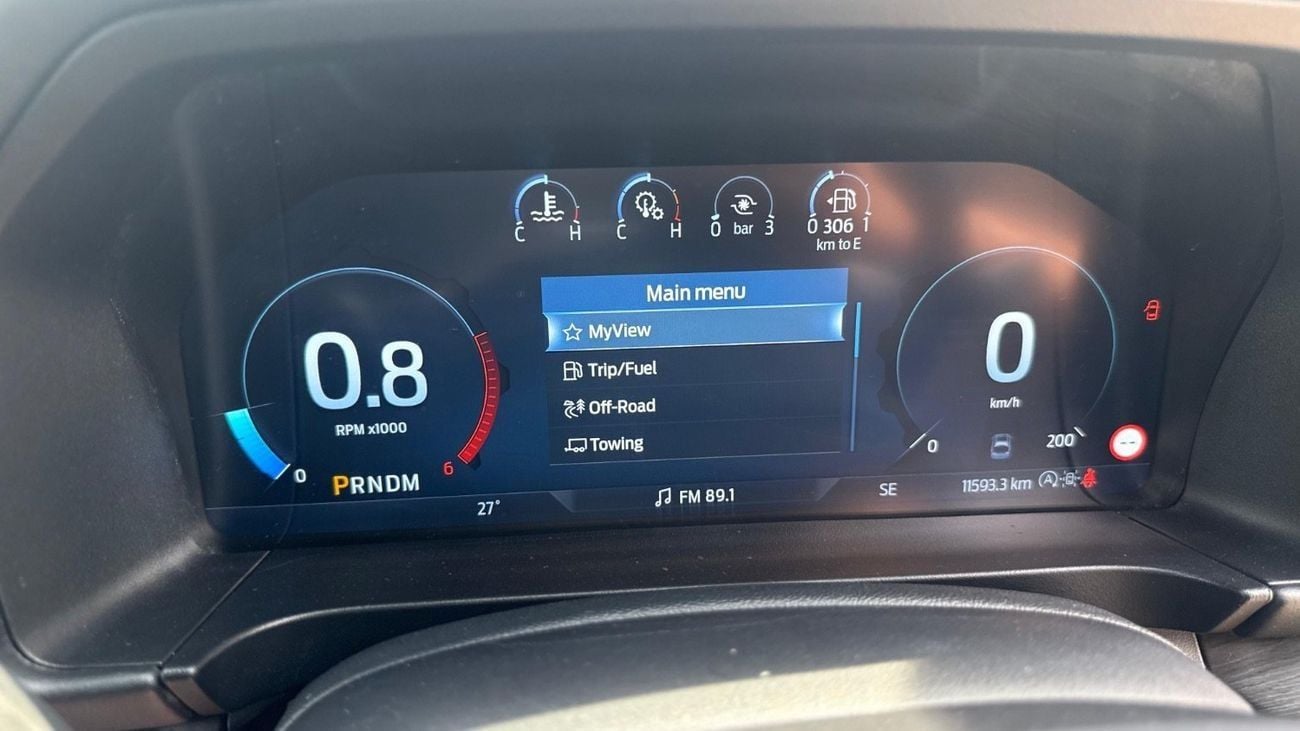 C H
C H
0 bar 3
0 306 1
km to E
Main menu
MyView
Trip/Fuel
Off-Road
Towing
0.8
RPM x1000
0
6
PRNDM
27°
FM 89.1
0
km/h
0
200
--
SE
11593.3 km
A